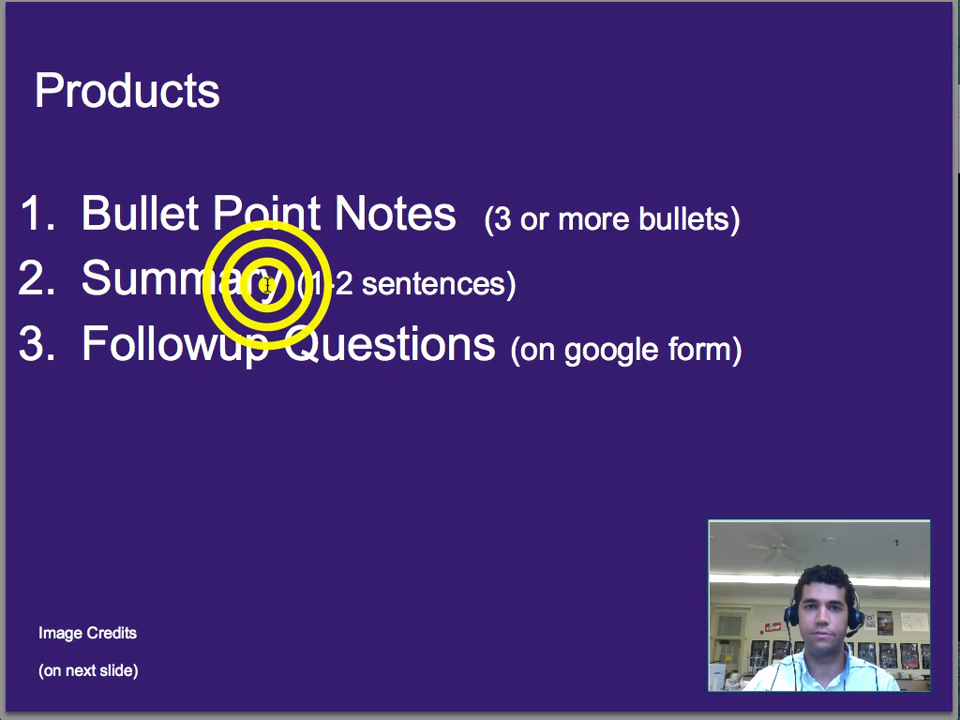 Products
1. Bullet Point Notes (3 or more bullets)
2. Summary (1-2 sentences)
3. Followup Questions (on google form)
Image Credits
(on next slide)